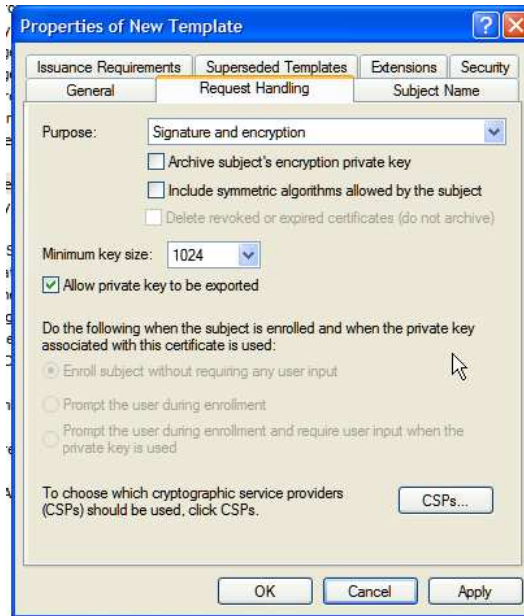 Properties of New Template
Issuance Requirements Superseded Templates Extensions Security
General Request Handling Subject Name
Purpose: Signature and encryption
Archive subject's encryption private key
Include symmetric algorithms allowed by the subject
Delete revoked or expired certificates (do not archive)
Minimum key size: 1024
Allow private key to be exported
Do the following when the subject is enrolled and when the private key
associated with this certificate is used:
Enroll subject without requiring any user input
Prompt the user during enrollment
Prompt the user during enrollment and require user input when the
private key is used
To choose which cryptographic service providers
(CSPs) should be used, click CSPs.
CSPs...
OK Cancel Apply